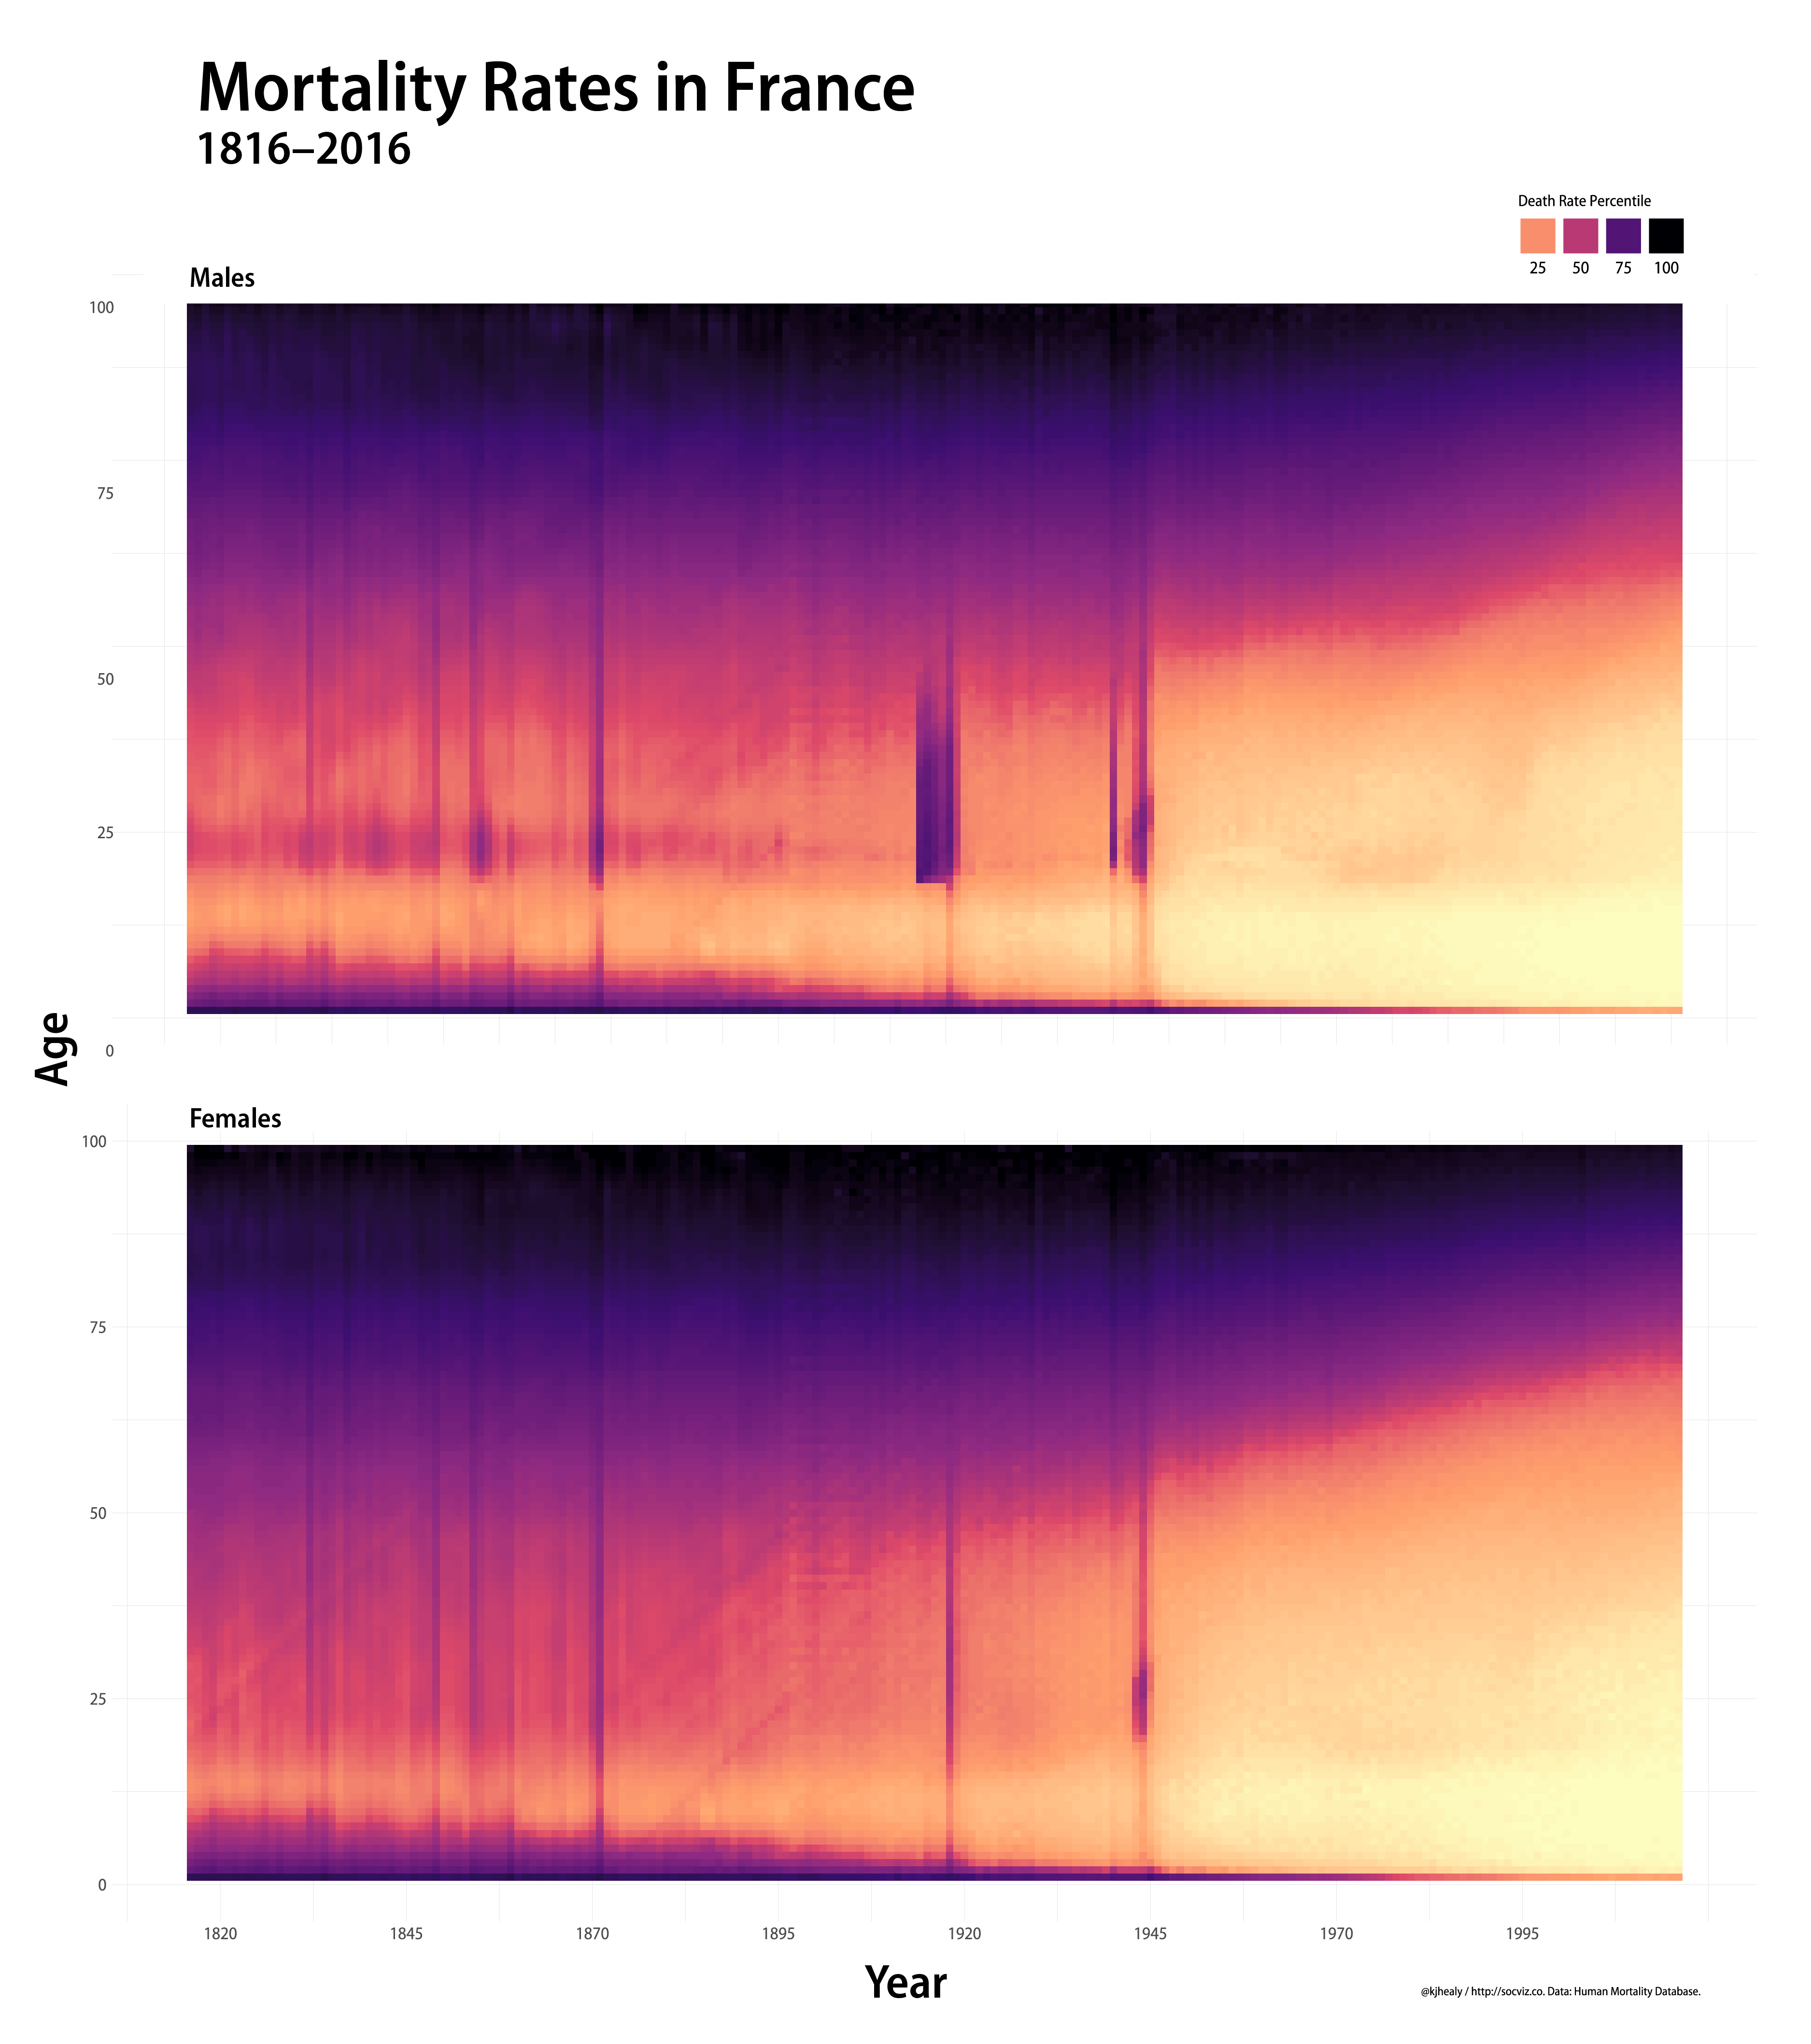 Mortality Rates in France
1816–2016
Death Rate Percentile
25 50 75 100
Males
100
75
50
25
0
Age
Females
100
75
50
25
0
1820 1845 1870 1895 1920 1945 1970 1995
Year
@kjhealy / http://socviz.co. Data: Human Mortality Database.